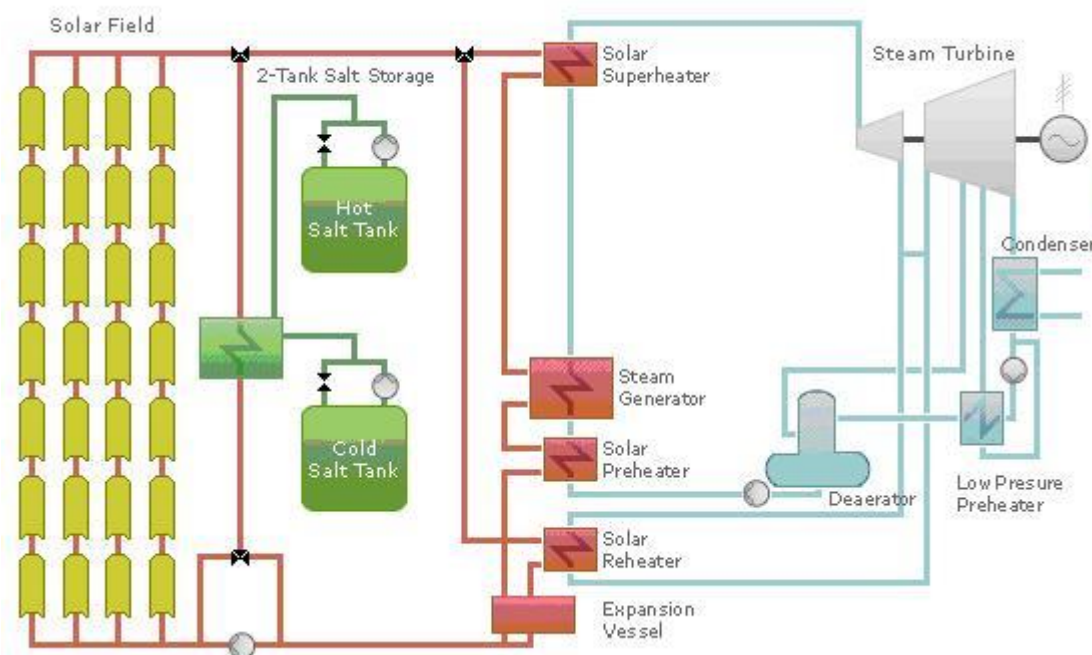 Solar Field
2-Tank Salt Storage
Solar
Superheater
Steam Turbine
Hot
Salt Tank
Condenser
Steam
Generator
Cold
Salt Tank
Solar
Preheater
Deaerator
Low Presure
Preheater
Solar
Reheater
Expansion
Vessel